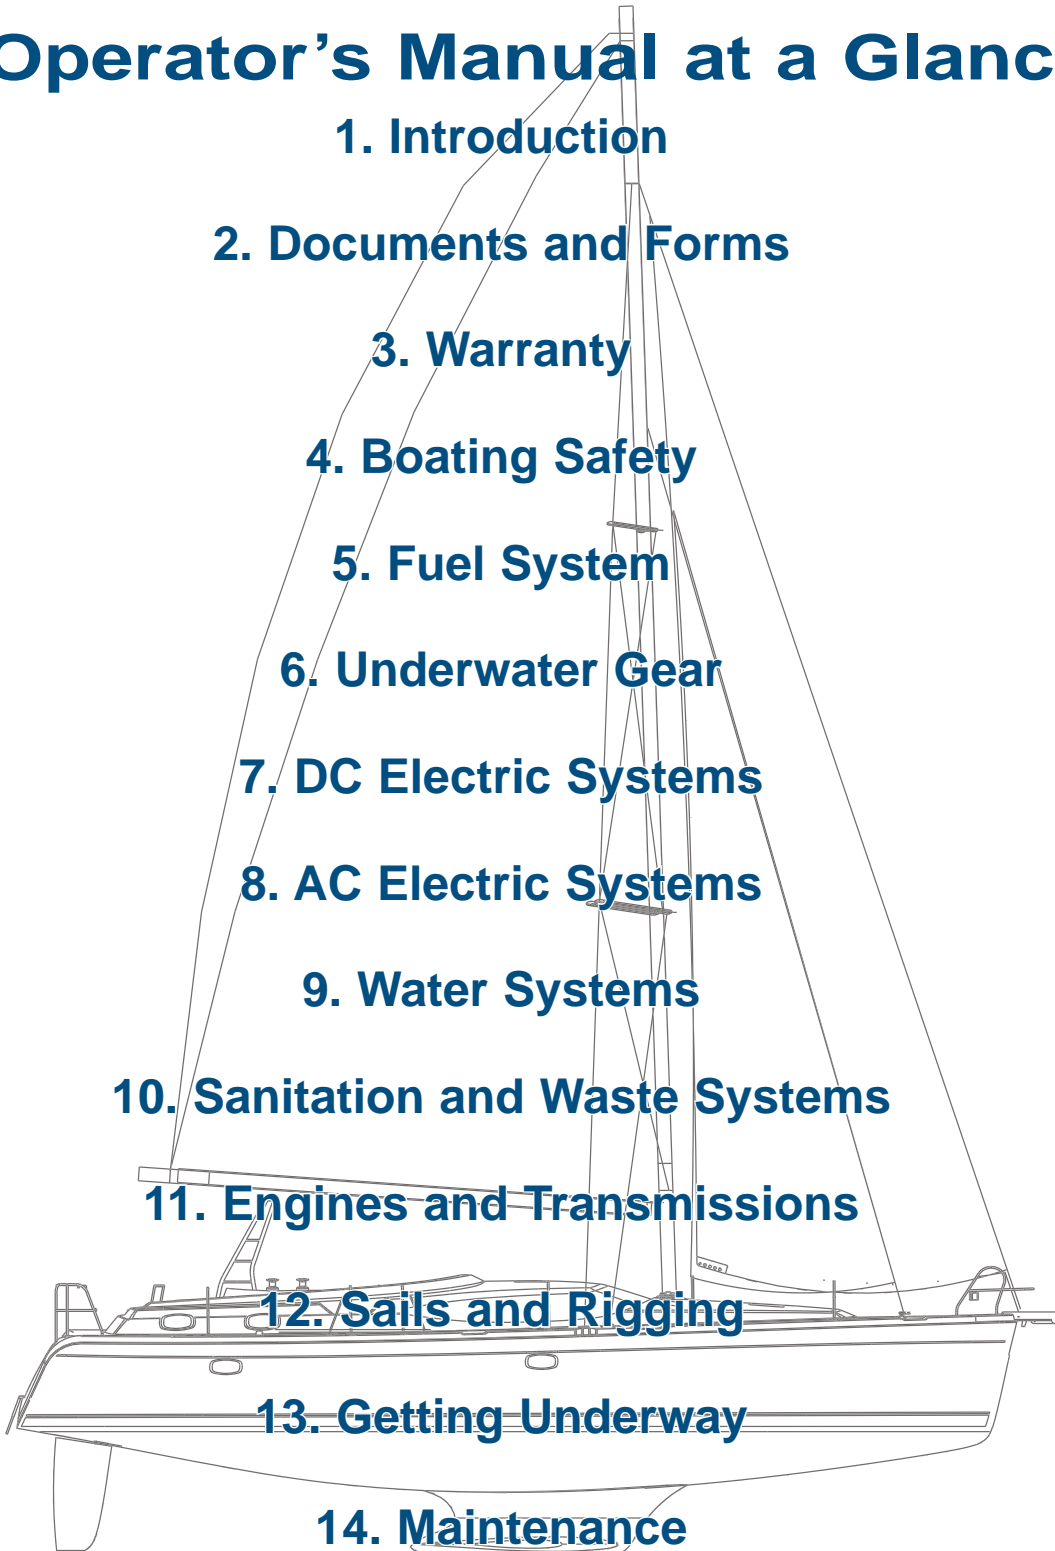 Operator’s Manual at a Glanc
1. Introduction
2. Documents and Forms
3. Warranty
4. Boating Safety
5. Fuel System
6. Underwater Gear
7. DC Electric Systems
8. AC Electric Systems
9. Water Systems
10. Sanitation and Waste Systems
11. Engines and Transmissions
12. Sails and Rigging
13. Getting Underway
14. Maintenance